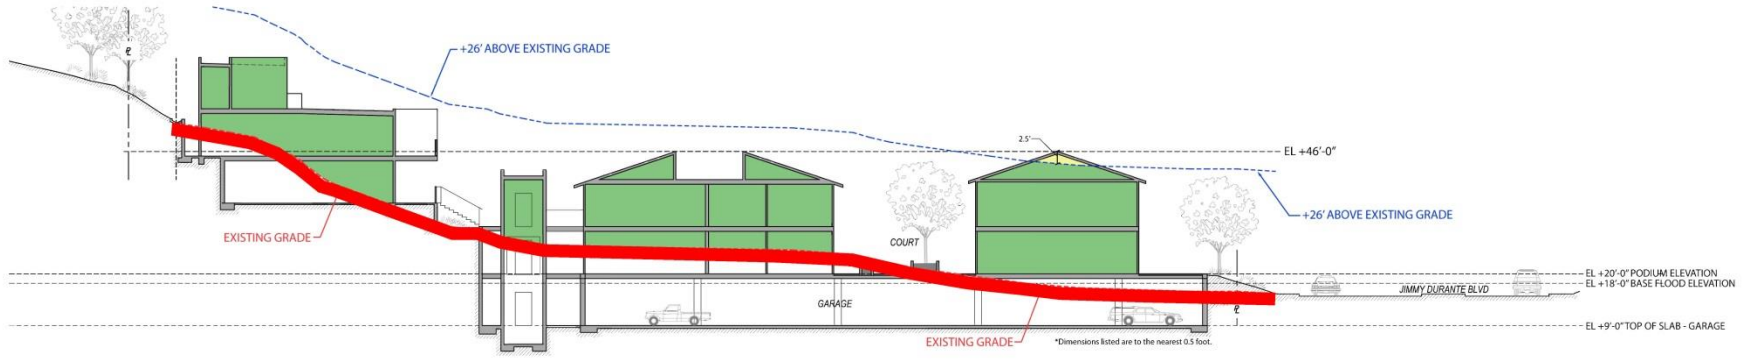 +26' ABOVE EXISTING GRADE
2.5'
EL +46'-0"
+26' ABOVE EXISTING GRADE
EXISTING GRADE
COURT
EL +20'-0" PODIUM ELEVATION
EL +18'-0" BASE FLOOD ELEVATION
JIMMY DURANTE BLVD
GARAGE
EL +9'-0" TOP OF SLAB - GARAGE
EXISTING GRADE
*Dimensions listed are to the nearest 0.5 foot.